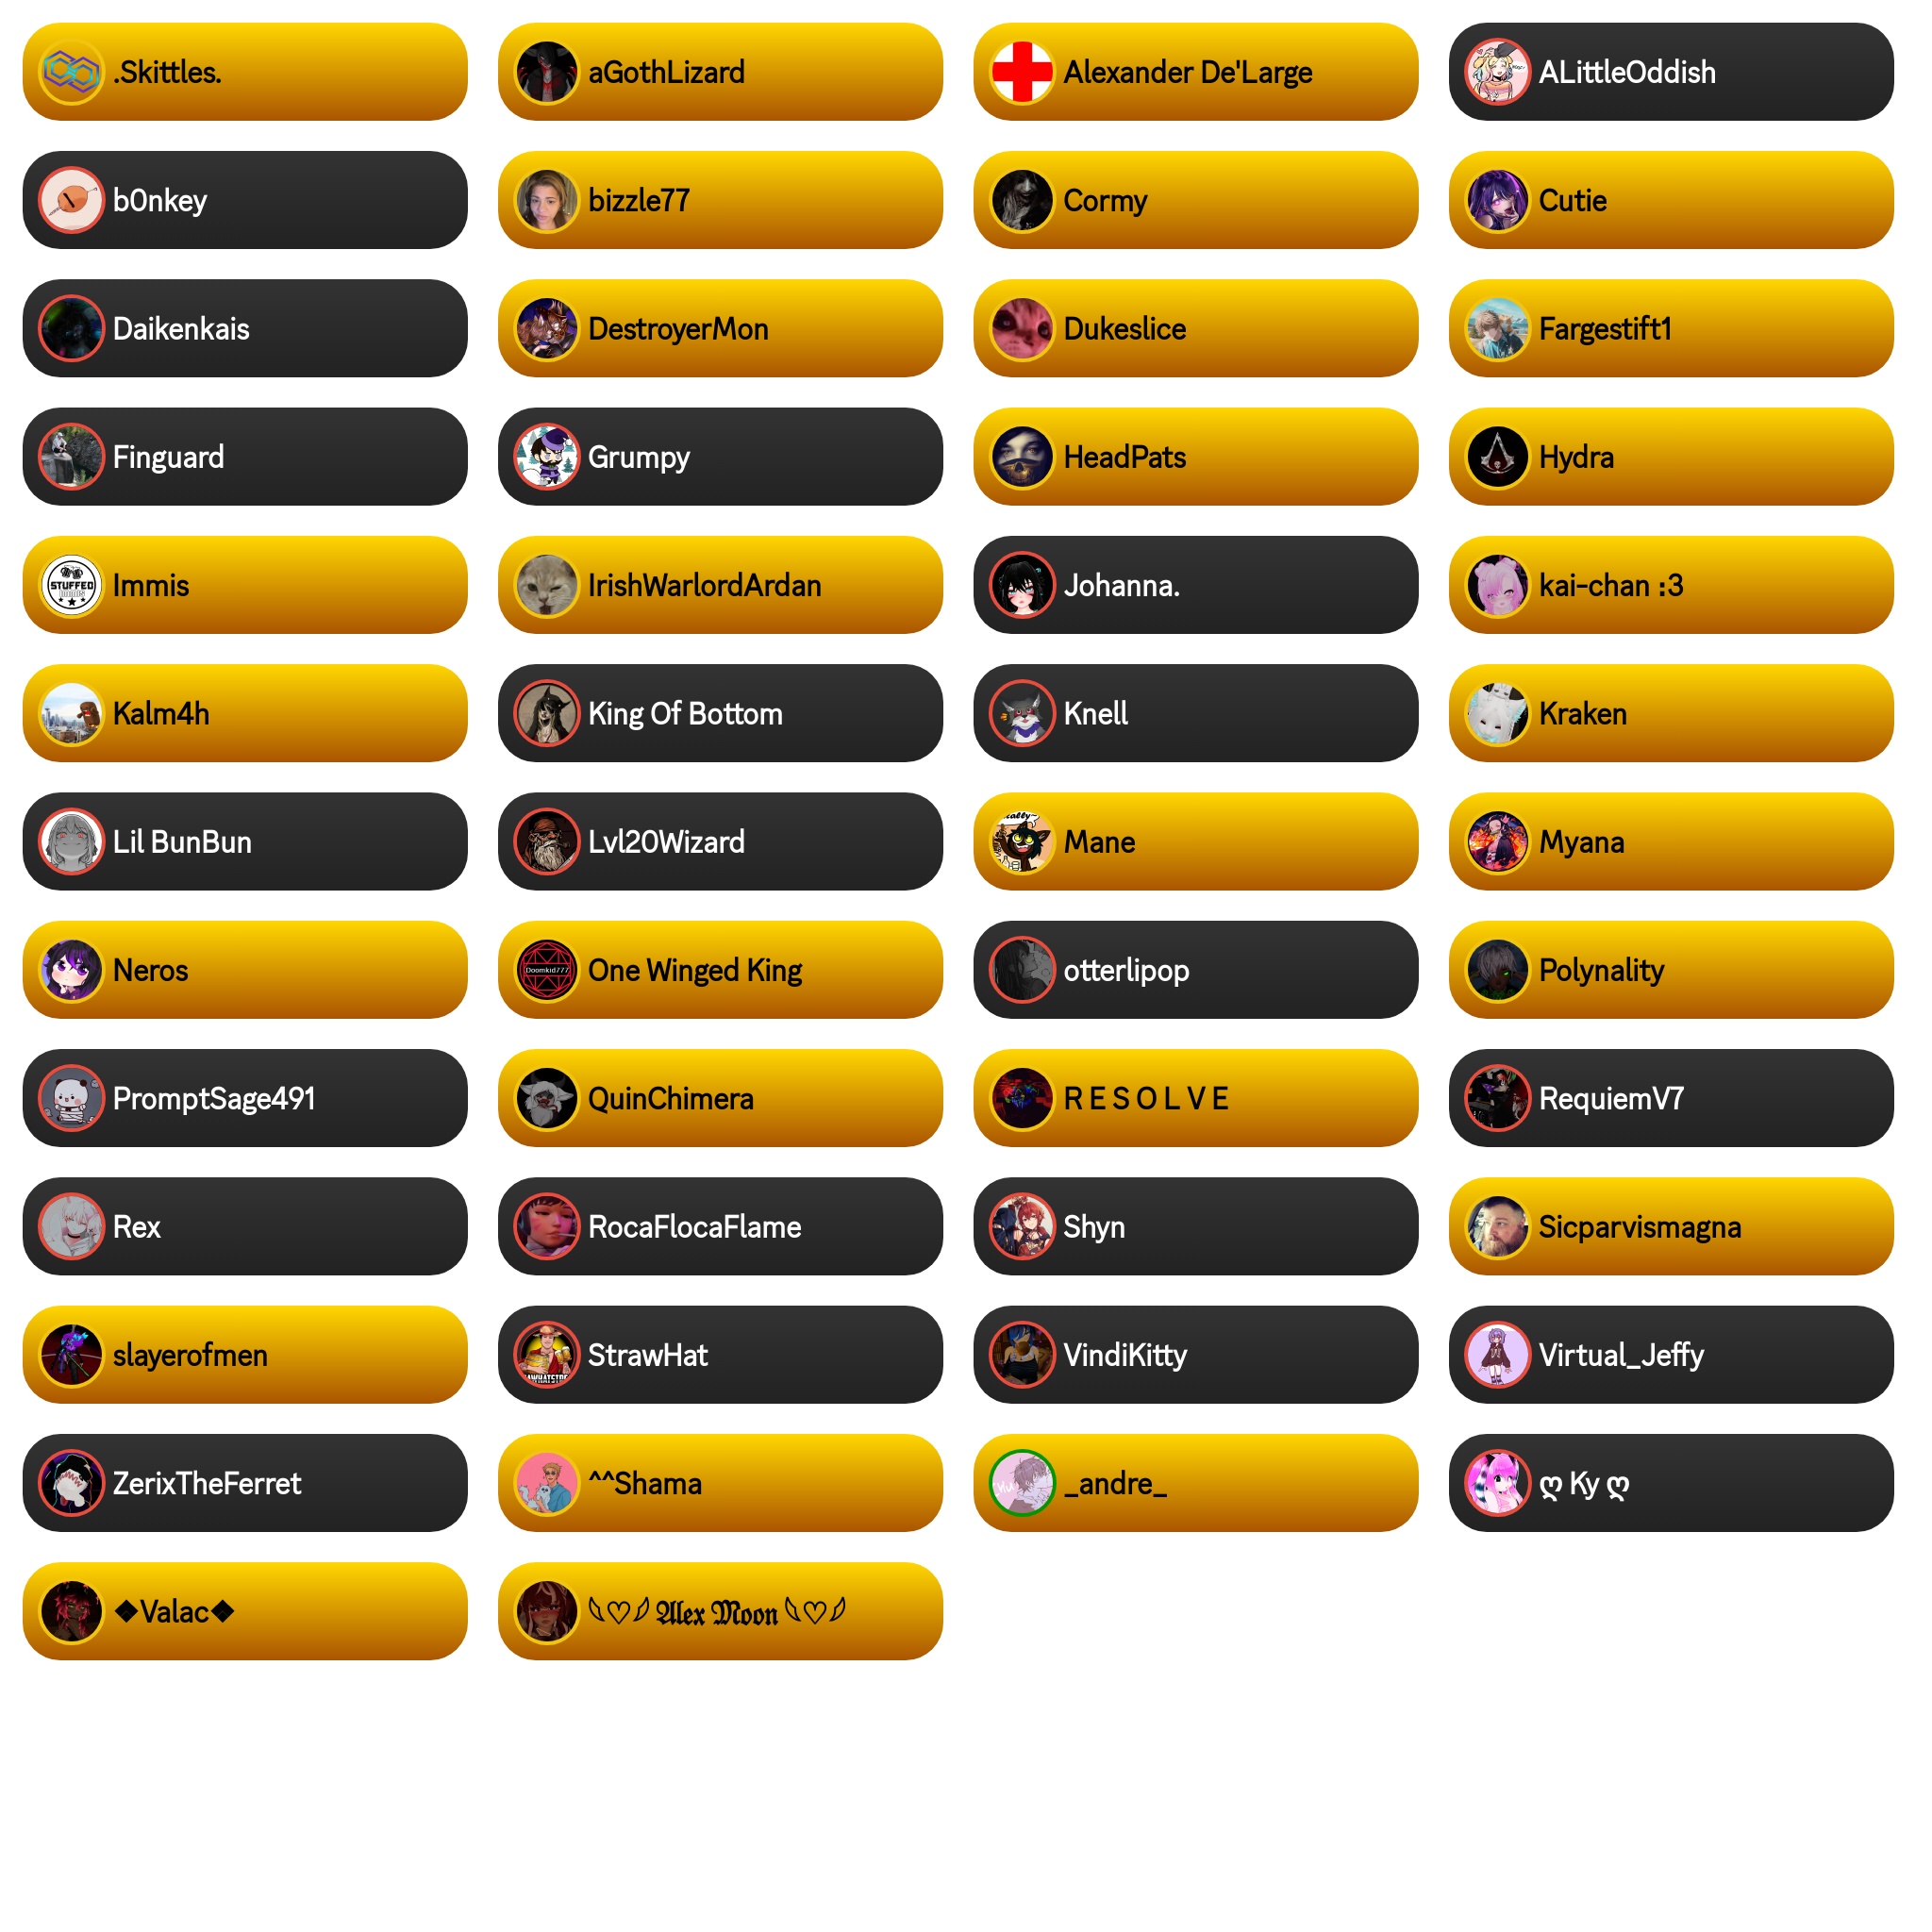 .Skittles.
aGothLizard
Alexander De'Large
ALittleOddish
b0nkey
bizzle77
Cormy
Cutie
Daikenkais
DestroyerMon
Dukeslice
Fargestift1
Finguard
Grumpy
HeadPats
Hydra
STUFFED
Immis
IrishWarlordArdan
Johanna.
kai-chan :3
Kalm4h
King Of Bottom
Knell
Kraken
Lil BunBun
Lvl20Wizard
Mane
Myana
Neros
Doomkid777
One Winged King
otterlipop
Polynality
PromptSage491
QuinChimera
R E S O L V E
RequiemV7
Rex
RocaFlocaFlame
Shyn
Sicparvismagna
slayerofmen
StrawHat
VindiKitty
Virtual_Jeffy
ZerixTheFerret
^^Shama
_andre_
ღ Ky ღ
❖Valac❖
𓆩♡𓆪 𝕬𝖑𝖊𝖝 𝕸𝖔𝖔𝖓 𓆩♡𓆪